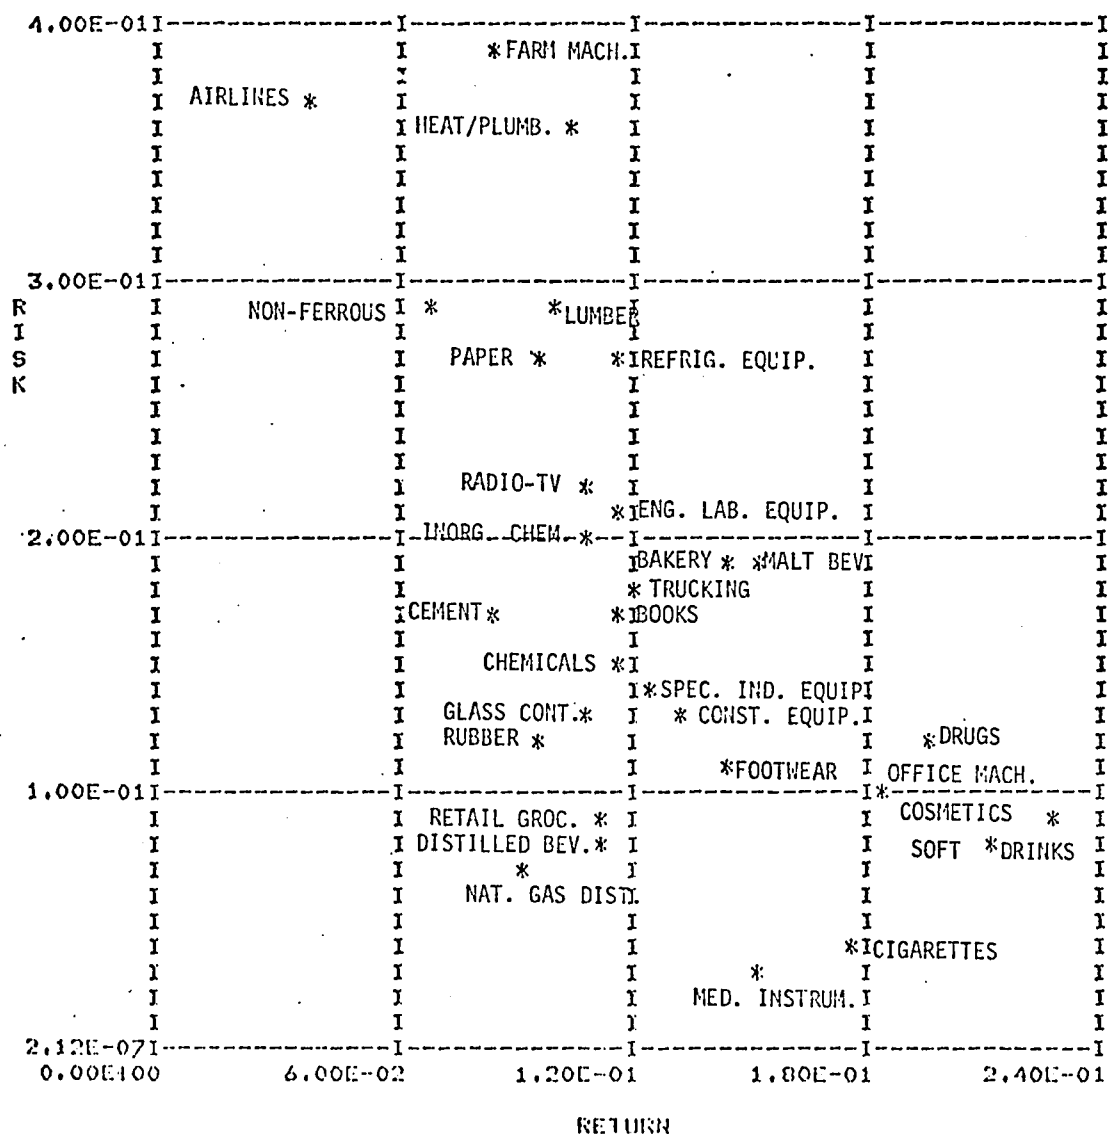 4.00E-01
*FARM MACH.
AIRLINES *
HEAT/PLUMB. *
3.00E-01
RISK
NON-FERROUS *
*LUMBER
PAPER *
*REFRIG. EQUIP.
RADIO-TV *
*ENG. LAB. EQUIP.
2.00E-01
INORG. CHEM. *
BAKERY * *MALT BEV
* TRUCKING
CEMENT *
*BOOKS
CHEMICALS *
*SPEC. IND. EQUIP
GLASS CONT. *
* CONST. EQUIP.
RUBBER *
*DRUGS
*FOOTWEAR
OFFICE MACH.
*
1.00E-01
RETAIL GROC. *
COSMETICS *
DISTILLED BEV. *
SOFT *DRINKS
*
NAT. GAS DIST.
*CIGARETTES
*
MED. INSTRUM.
2.12E-07
0.00E+00 6.00E-02 1.20E-01 1.80E-01 2.40E-01
RETURN